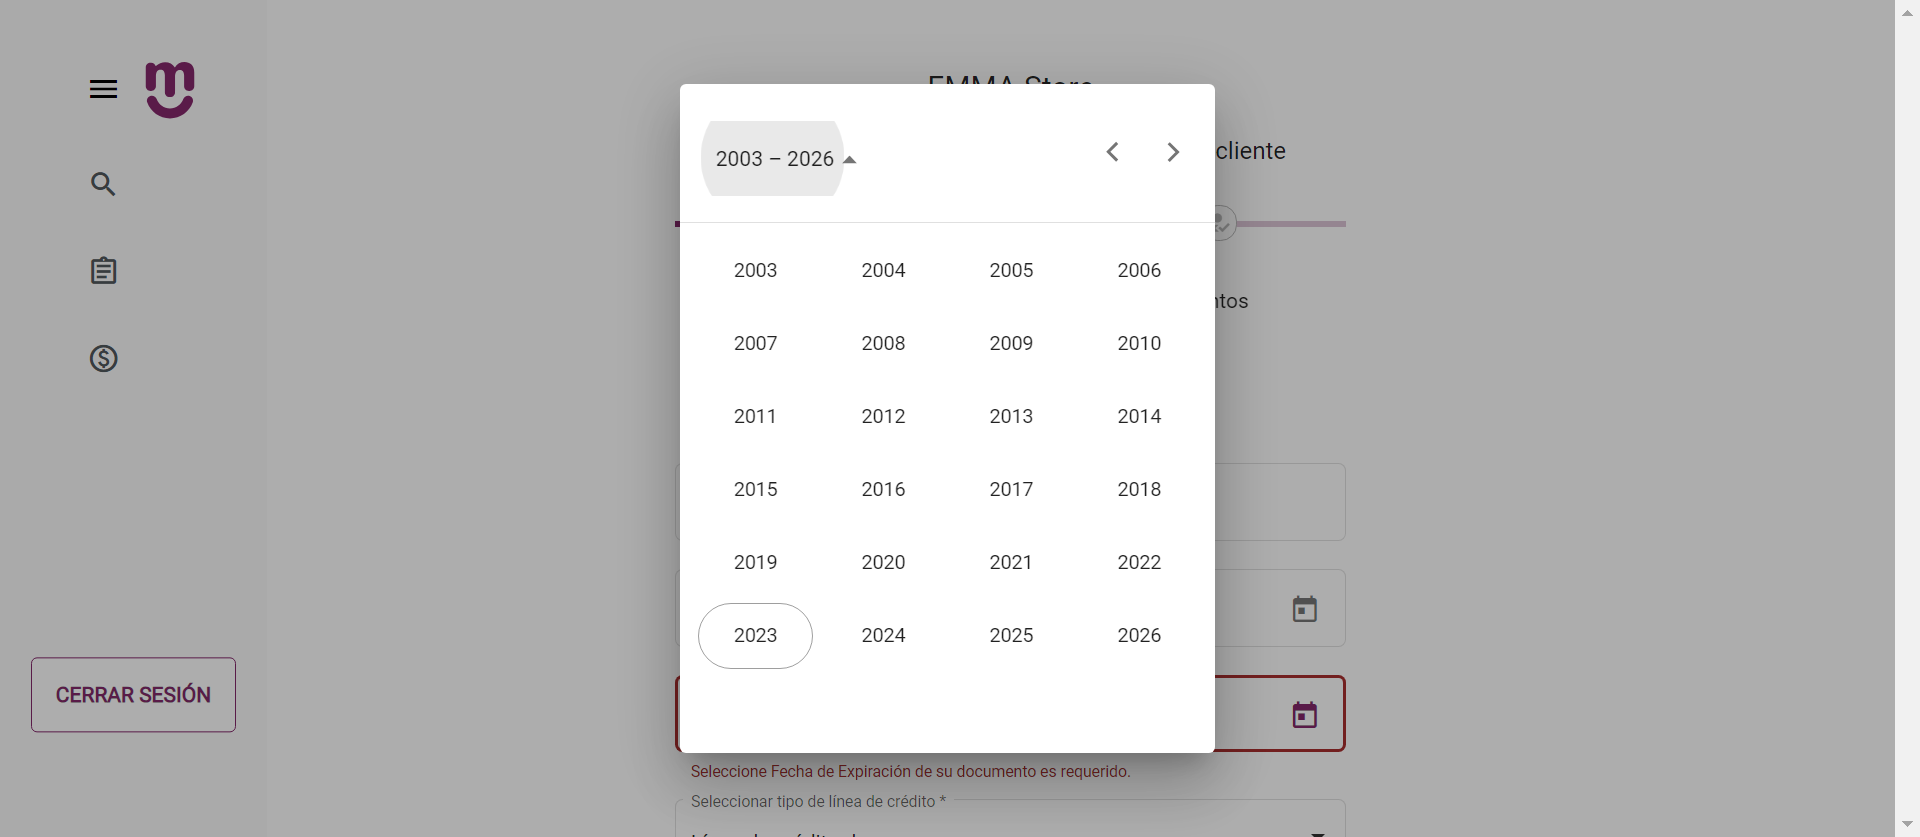 EMMA Store
cliente
2003 – 2026
2003 2004 2005 2006
ntos
2007 2008 2009 2010
2011 2012 2013 2014
2015 2016 2017 2018
2019 2020 2021 2022
2023 2024 2025 2026
CERRAR SESIÓN
Seleccione Fecha de Expiración de su documento es requerido.
Seleccionar tipo de línea de crédito *